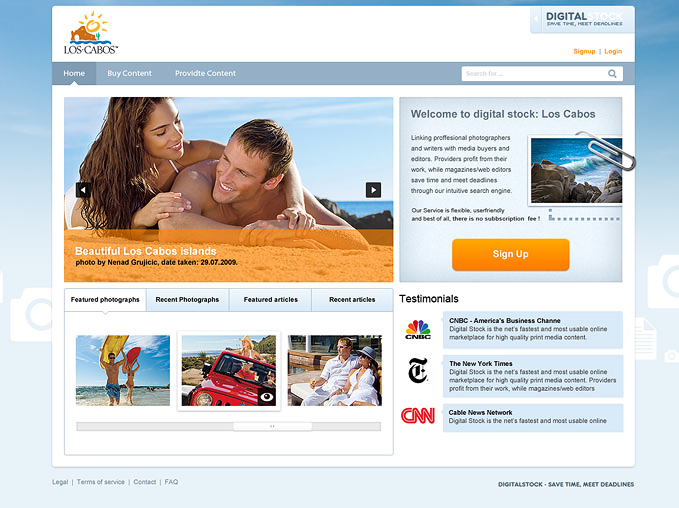 LOS·CABOS™
DIGITALSTOCK
SAVE TIME, MEET DEADLINES
Signup | Login
Home
Buy Content
Providte Content
Search for ...
Welcome to digital stock: Los Cabos
Linking proffesional photographers
and writers with media buyers and
editors. Providers profit from their
work, while magazines/web editors
save time and meet deadlines
through our intuitive search engine.
Our Service is flexible, userfriendly
and best of all, there is no subscription fee !
Sign Up
Beautiful Los Cabos islands
photo by Nenad Grujicic, date taken: 29.07.2009.
Featured photographs
Recent Photographs
Featured articles
Recent articles
Testimonials
CNBC
CNBC - America's Business Channe
Digital Stock is the net's fastest and most usable online
marketplace for high quality print media content.
The New York Times
Digital Stock is the net's fastest and most usable online
marketplace for high quality print media content. Providers
profit from their work, while magazines/web editors
CNN
Cable News Network
Digital Stock is the net's fastest and most usable online
Legal | Terms of service | Contact | FAQ
DIGITALSTOCK - SAVE TIME, MEET DEADLINES